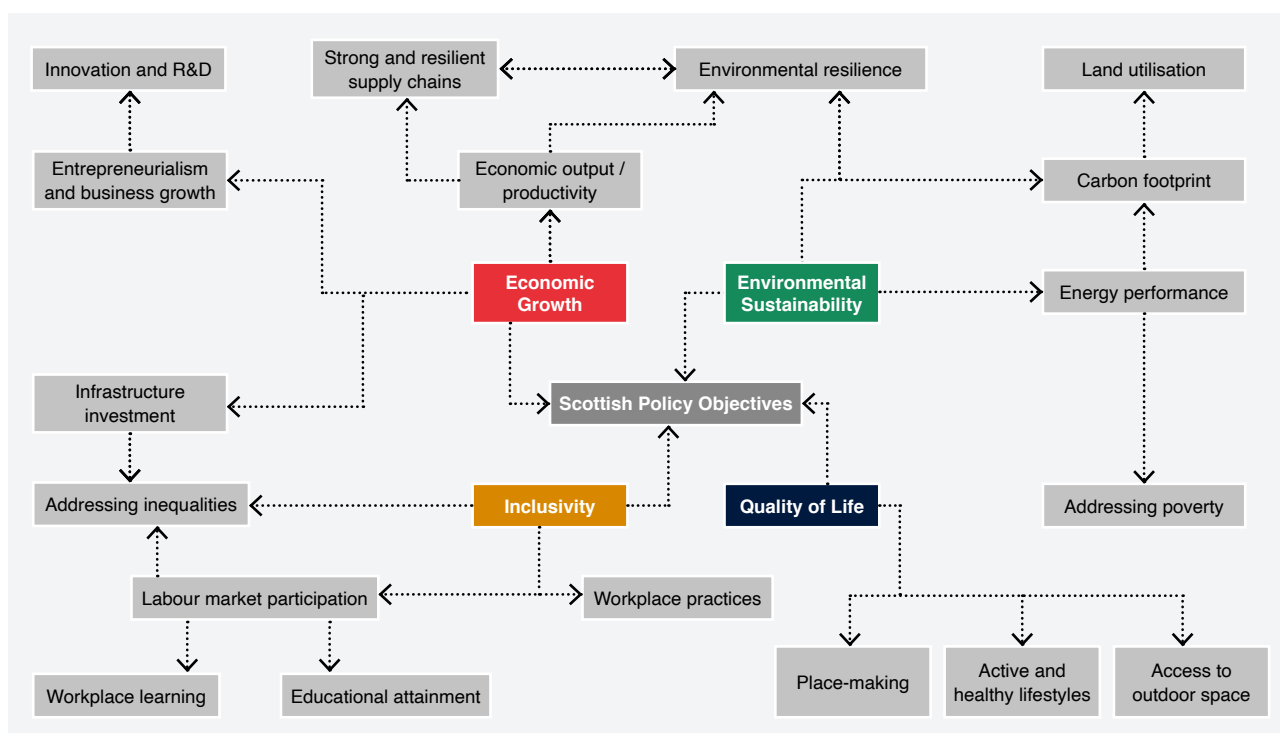 Innovation and R&D
Strong and resilient
supply chains
Environmental resilience
Land utilisation
Entrepreneurialism
and business growth
Economic output /
productivity
Carbon footprint
Economic
Growth
Environmental
Sustainability
Energy performance
Infrastructure
investment
Scottish Policy Objectives
Addressing inequalities
Inclusivity
Quality of Life
Addressing poverty
Labour market participation
Workplace practices
Workplace learning
Educational attainment
Place-making
Active and
healthy lifestyles
Access to
outdoor space